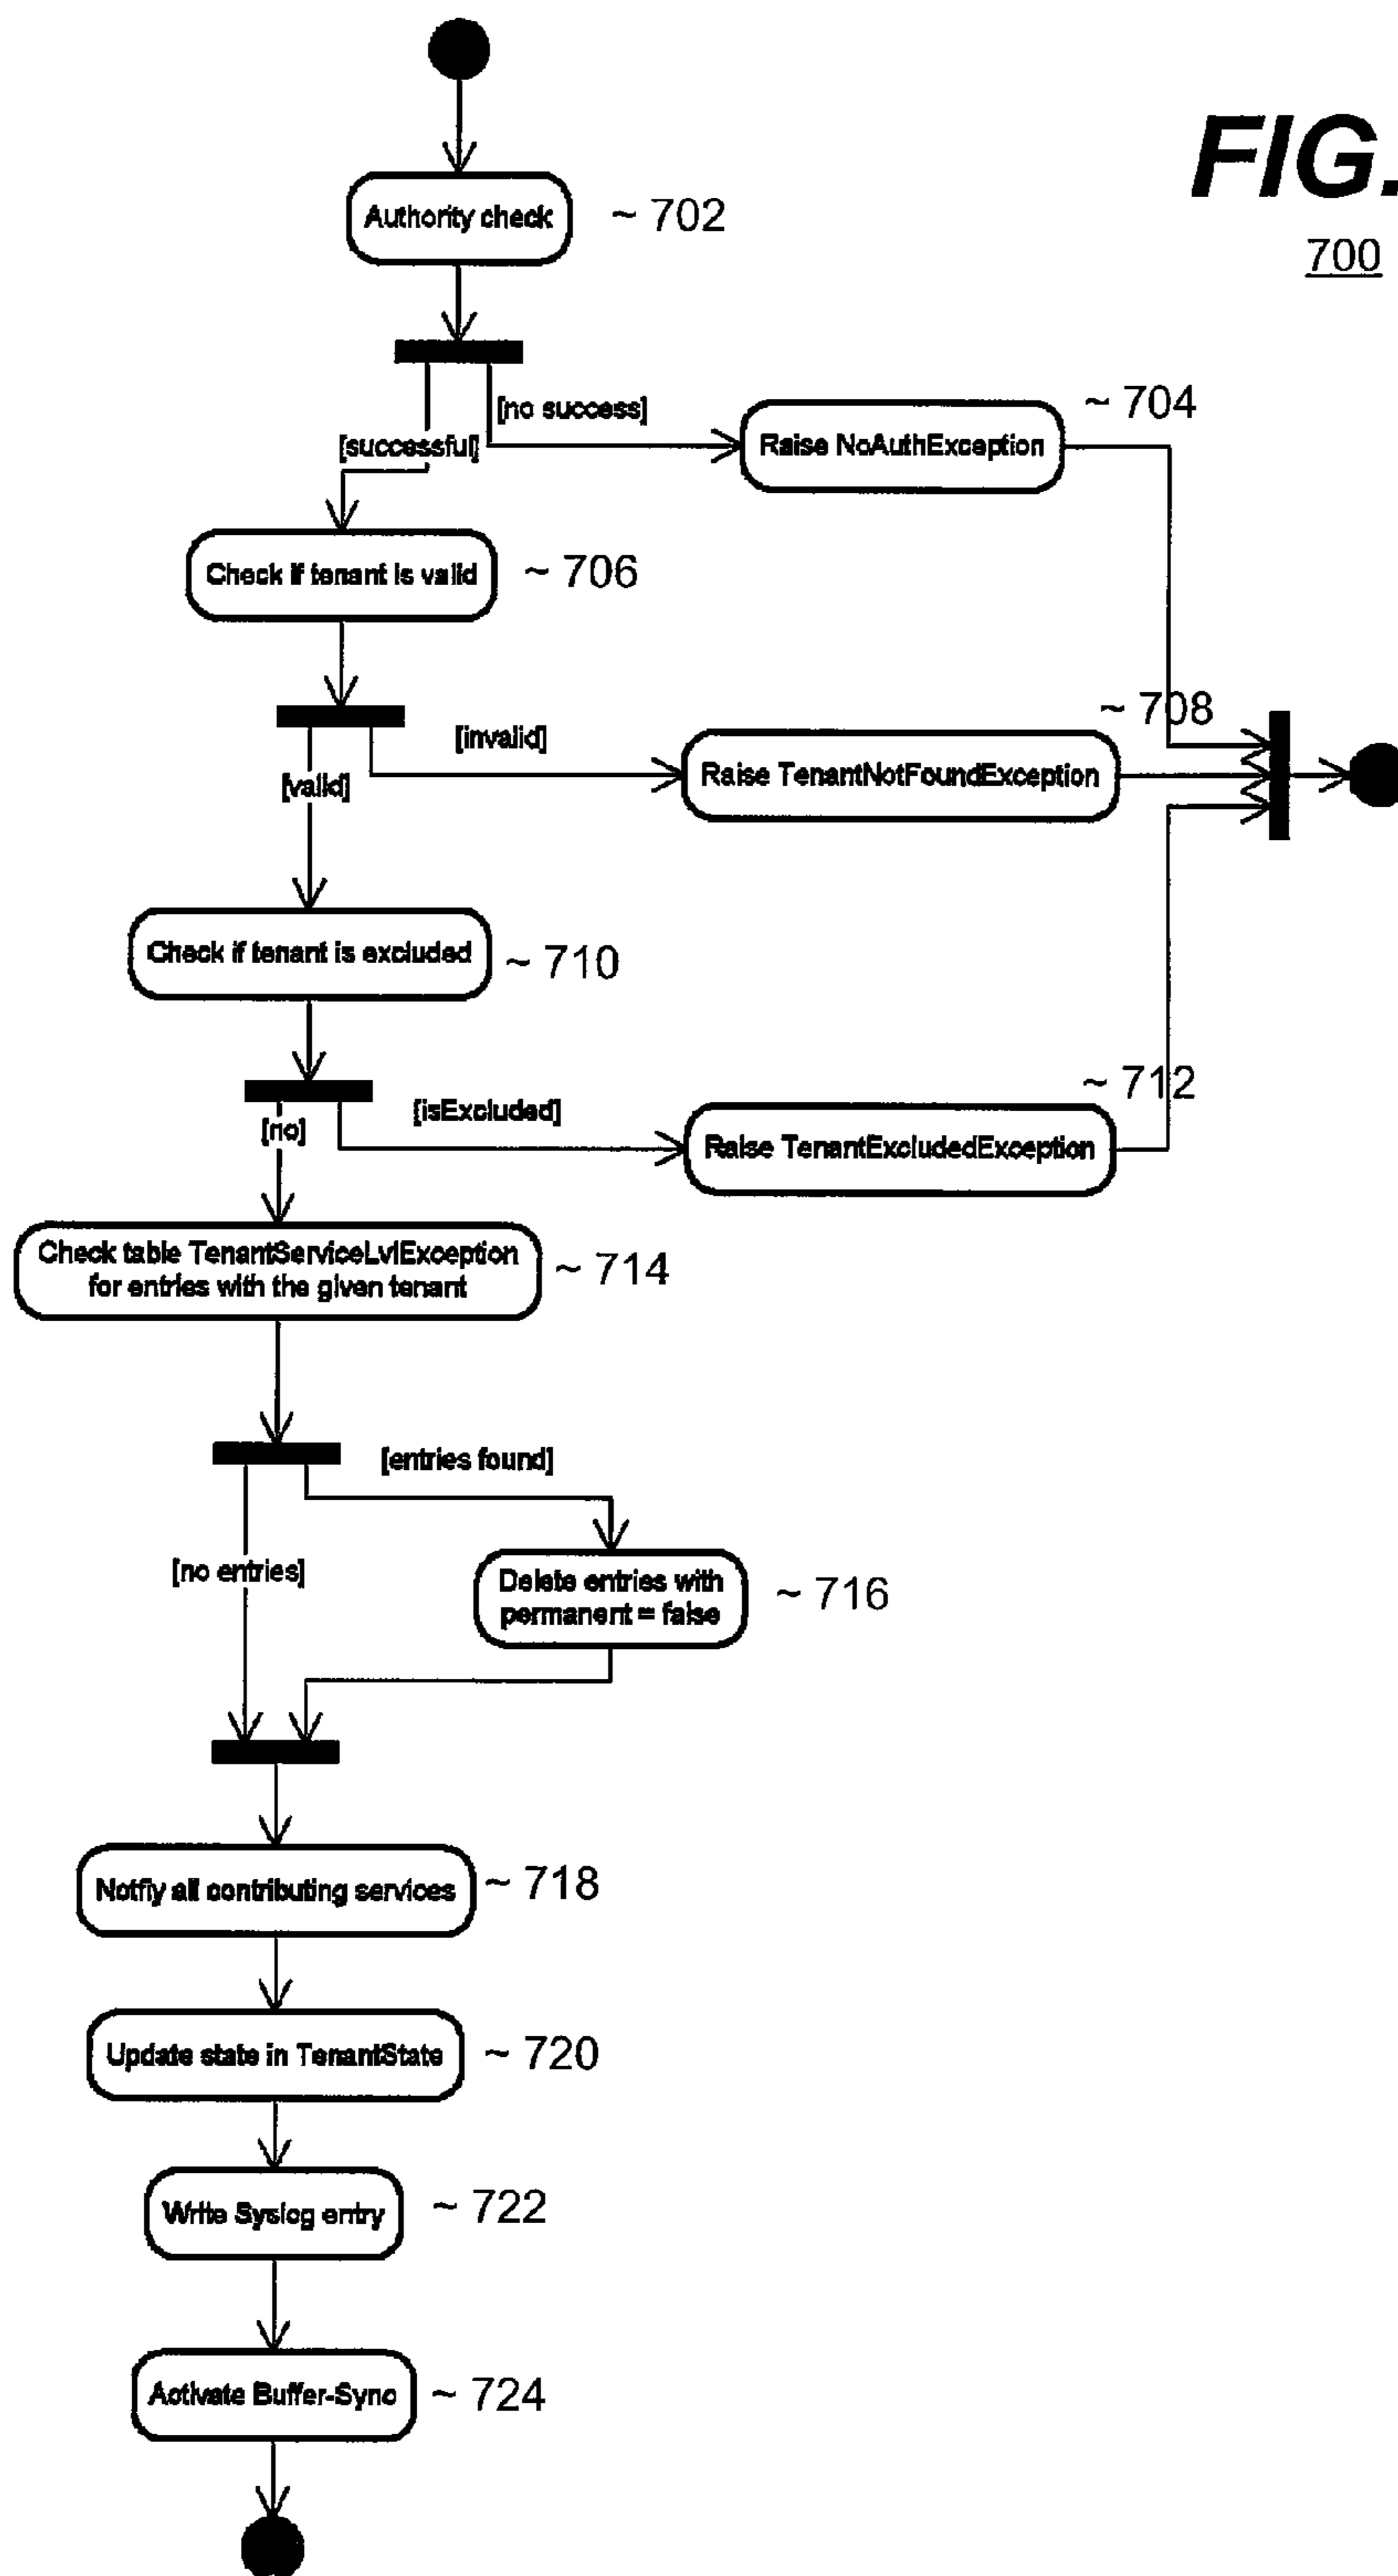 FIG.
700
Authority check
~ 702
[no success]
[successful]
Raise NoAuthException
~ 704
Check if tenant is valid
~ 706
[invalid]
[valid]
Raise TenantNotFoundException
~ 708
Check if tenant is excluded
~ 710
[isExcluded]
[no]
Raise TenantExcludedException
~ 712
Check table TenantServiceLvlException
for entries with the given tenant
~ 714
[entries found]
[no entries]
Delete entries with
permanent = false
~ 716
Notfiy all contributing services
~ 718
Update state in TenantState
~ 720
Write Syslog entry
~ 722
Activate Buffer-Sync
~ 724